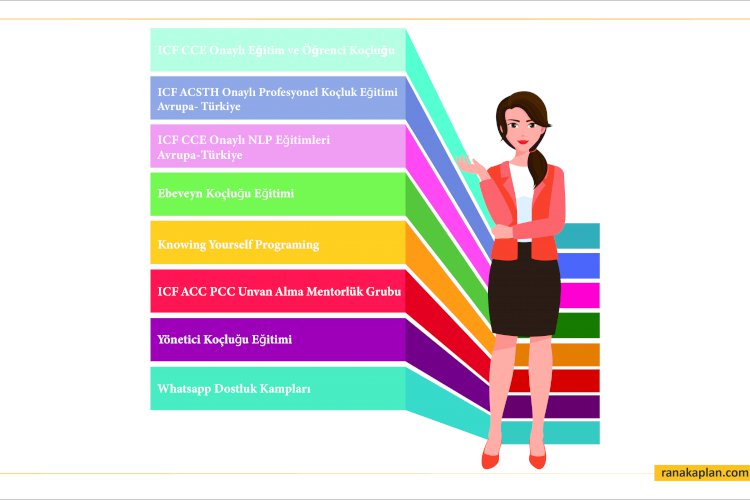 ICF CCE Onaylı Eğitim ve Öğrenci Koçluğu
ICF ACSTH Onaylı Profesyonel Koçluk Eğitimi
Avrupa- Türkiye
ICF CCE Onaylı NLP Eğitimleri
Avrupa-Türkiye
Ebeveyn Koçluğu Eğitimi
Knowing Yourself Programing
ICF ACC PCC Unvan Alma Mentorlük Grubu
Yönetici Koçluğu Eğitimi
Whatsapp Dostluk Kampları
ranakaplan.com